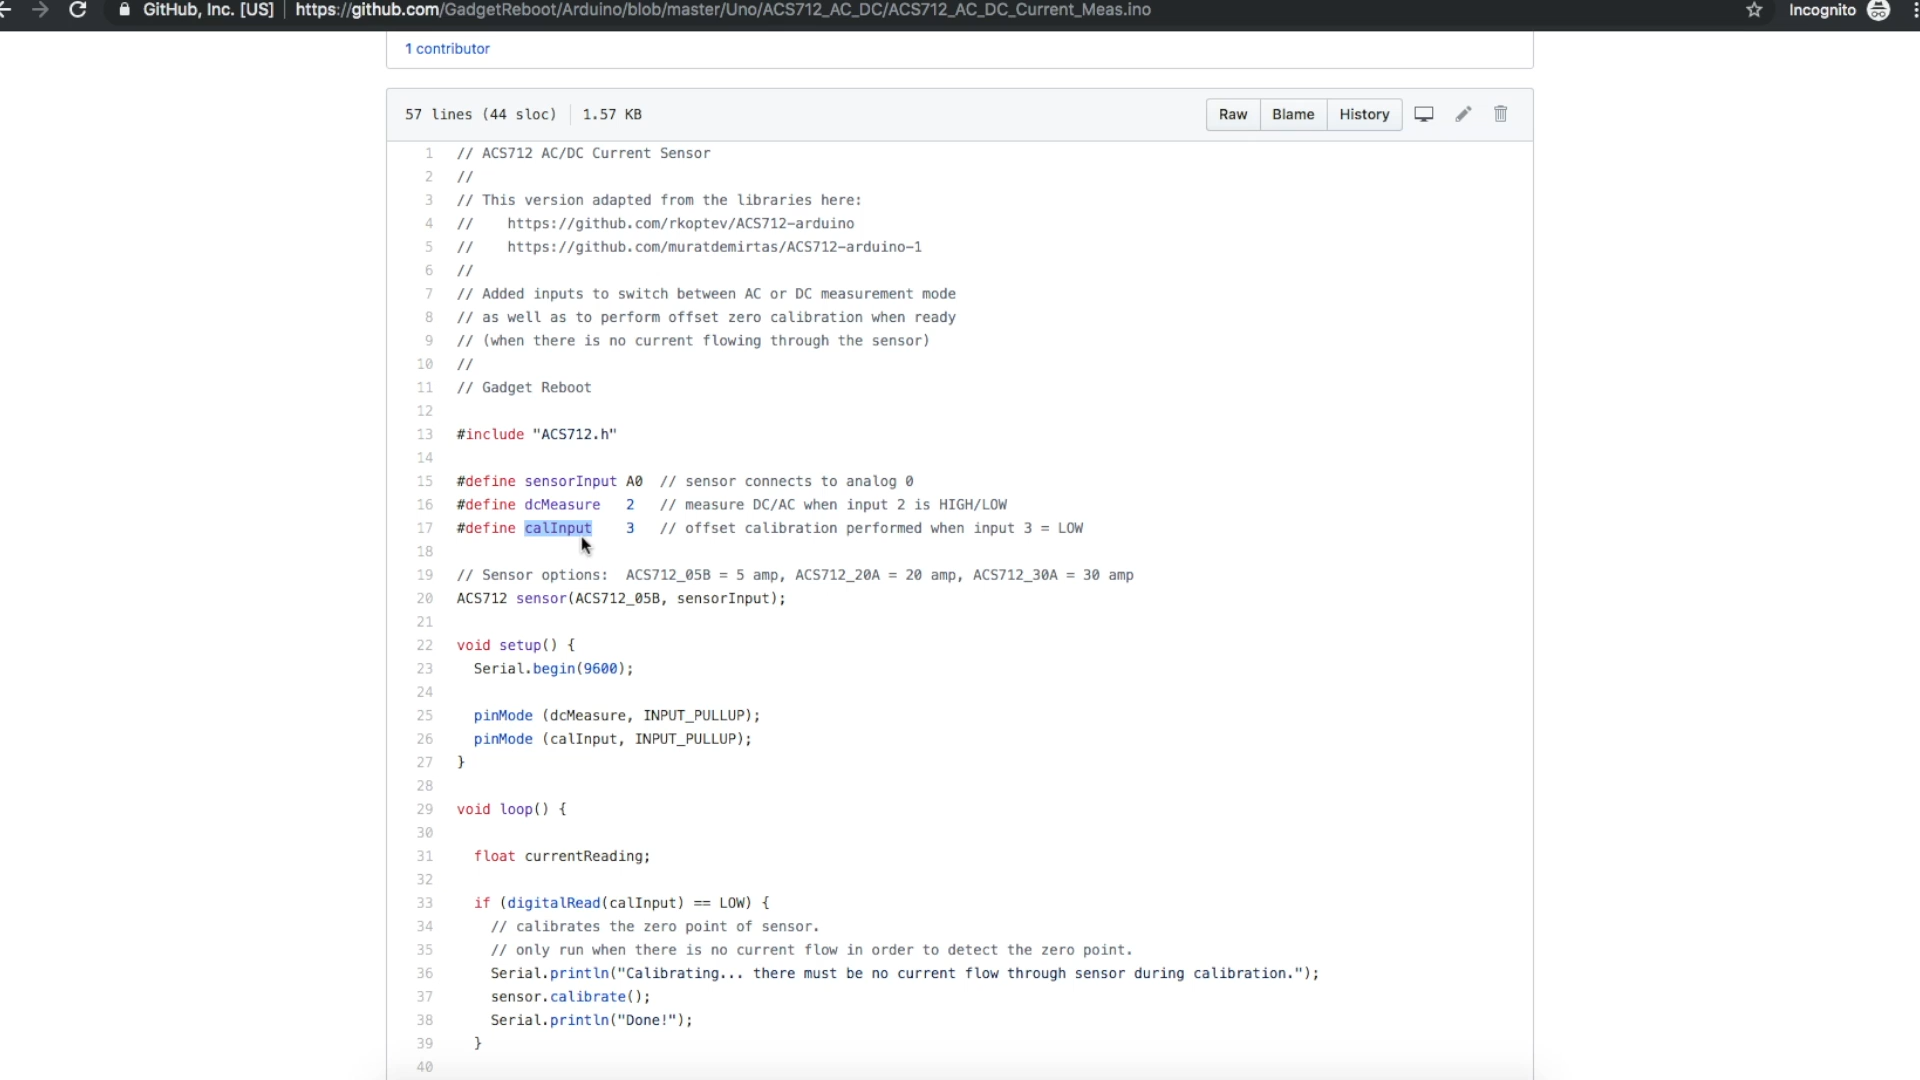 GitHub, Inc. [US] https://github.com/GadgetReboot/Arduino/blob/master/Uno/ACS712_AC_DC/ACS712_AC_DC_Current_Meas.ino Incognito
1 contributor
57 lines (44 sloc) 1.57 KB Raw Blame History
1 // ACS712 AC/DC Current Sensor
2 //
3 // This version adapted from the libraries here:
4 // https://github.com/rkoptev/ACS712-arduino
5 // https://github.com/muratdemirtas/ACS712-arduino-1
6 //
7 // Added inputs to switch between AC or DC measurement mode
8 // as well as to perform offset zero calibration when ready
9 // (when there is no current flowing through the sensor)
10 //
11 // Gadget Reboot
12
13 #include "ACS712.h"
14
15 #define sensorInput A0 // sensor connects to analog 0
16 #define dcMeasure 2 // measure DC/AC when input 2 is HIGH/LOW
17 #define calInput 3 // offset calibration performed when input 3 = LOW
18
19 // Sensor options: ACS712_05B = 5 amp, ACS712_20A = 20 amp, ACS712_30A = 30 amp
20 ACS712 sensor(ACS712_05B, sensorInput);
21
22 void setup() {
23 Serial.begin(9600);
24
25 pinMode (dcMeasure, INPUT_PULLUP);
26 pinMode (calInput, INPUT_PULLUP);
27 }
28
29 void loop() {
30
31 float currentReading;
32
33 if (digitalRead(calInput) == LOW) {
34 // calibrates the zero point of sensor.
35 // only run when there is no current flow in order to detect the zero point.
36 Serial.println("Calibrating... there must be no current flow through sensor during calibration.");
37 sensor.calibrate();
38 Serial.println("Done!");
39 }
40